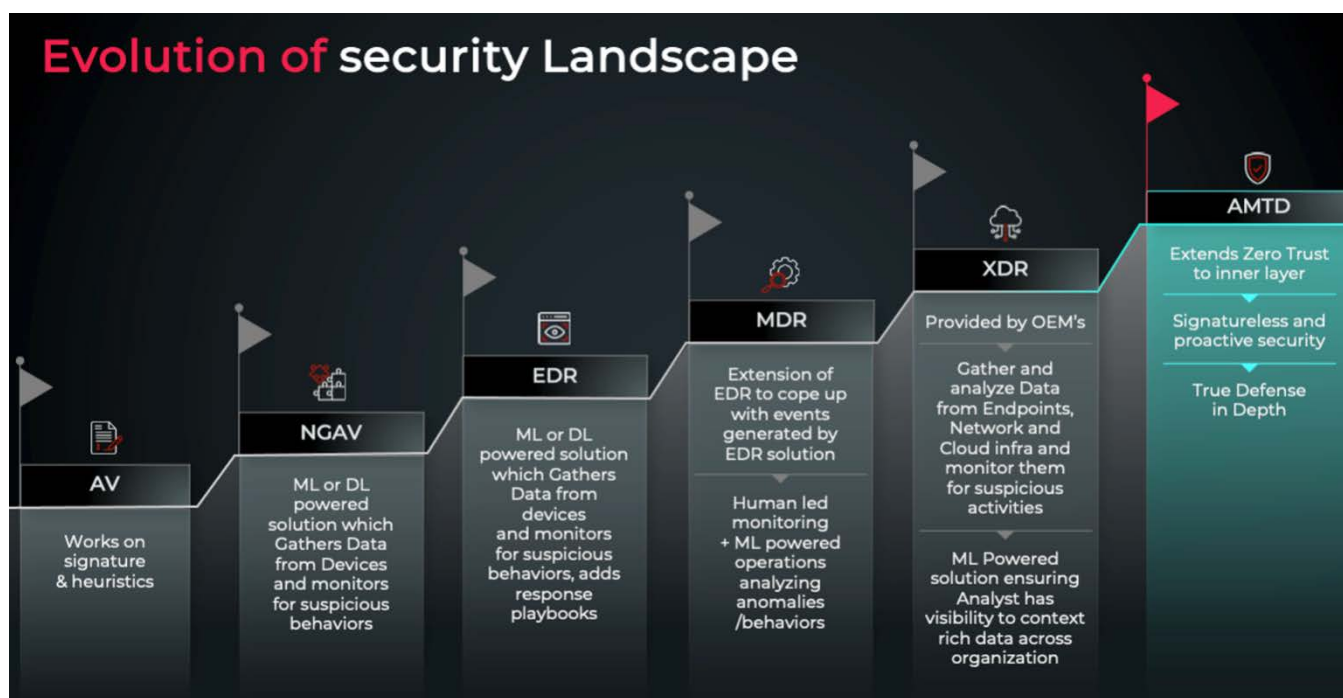 Evolution of security Landscape
AV
Works on
signature
& heuristics
NGAV
ML or DL
powered
solution which
Gathers Data
from Devices
and monitors
for suspicious
behaviors
EDR
ML or DL
powered solution
which Gathers
Data from
devices
and monitors
for suspicious
behaviors, adds
response
playbooks
MDR
Extension of
EDR to cope up
with events
generated by
EDR solution
Human led
monitoring
+ ML powered
operations
analyzing
anomalies
/behaviors
XDR
Provided by OEM's
Gather and
analyze Data
from Endpoints,
Network and
Cloud infra and
monitor them
for suspicious
activities
ML Powered
solution ensuring
Analyst has
visibility to context
rich data across
organization
AMTD
Extends Zero Trust
to inner layer
Signatureless and
proactive security
True Defense
in Depth